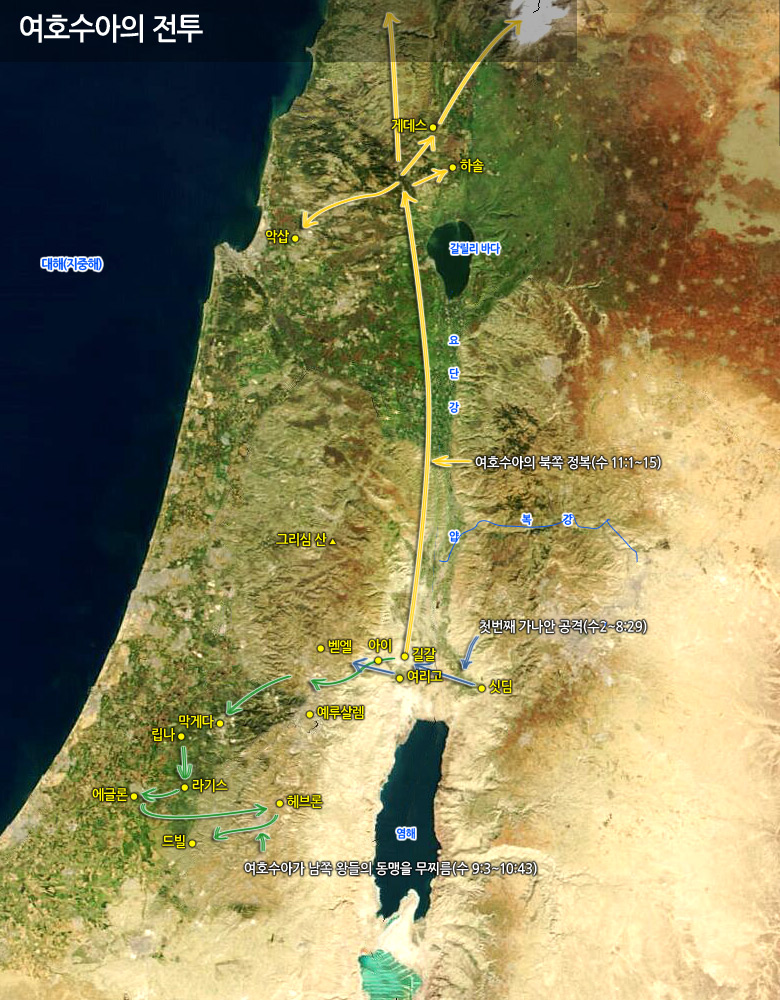 여호수아의 전투
게데스
하솔
악삽
갈릴리 바다
대해(지중해)
요
단
강
여호수아의 북쪽 정복(수 11:1~15)
얍
복
강
그리심 산
첫번째 가나안 공격(수2~8:29)
벧엘
아이
길갈
여리고
싯딤
예루살렘
막게다
립나
라기스
에글론
헤브론
염해
드빌
여호수아가 남쪽 왕들의 동맹을 무찌름(수 9:3~10:43)